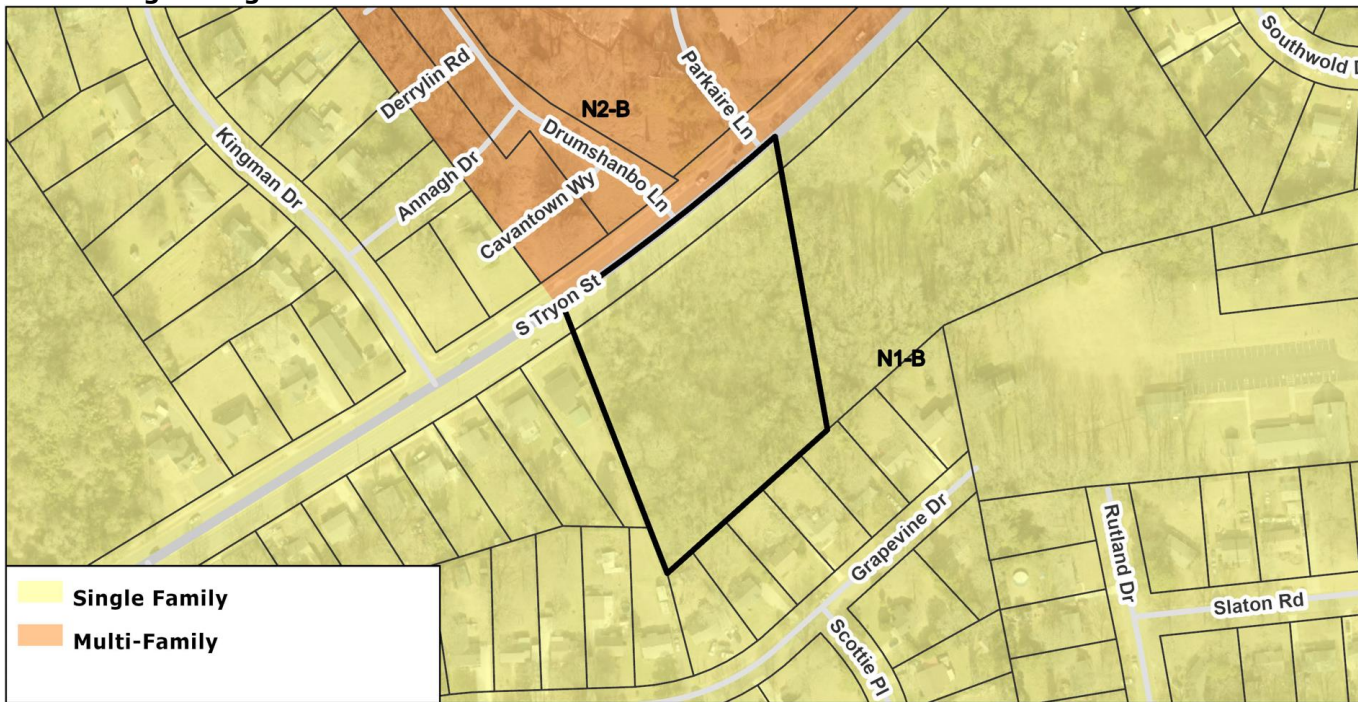 Southwold D
Derrylin Rd
Parkaire Ln
N2-B
Kingman Dr
Drumshanbo Ln
Annagh Dr
Cavantown Wy
S Tryon St
N1-B
Grapevine Dr
Rutland Dr
Slaton Rd
Scottie Pl
Single Family
Multi-Family